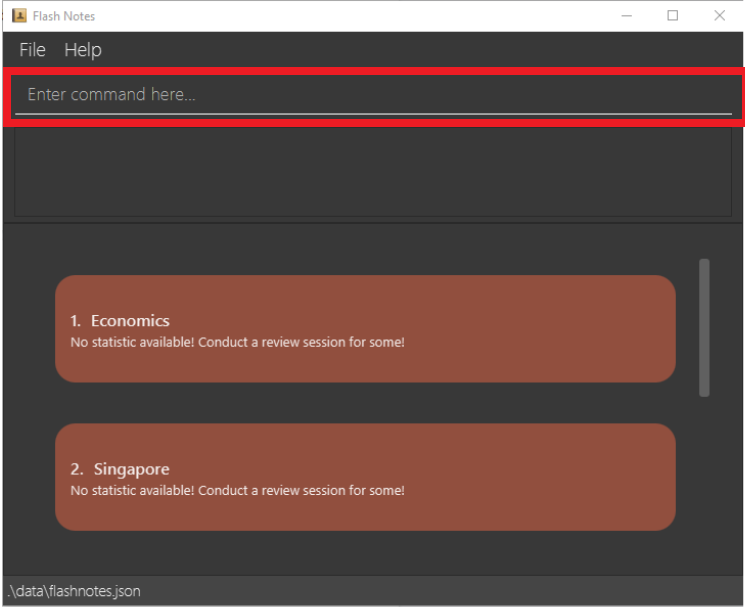 Flash Notes
File Help
Enter command here...
1. Economics
No statistic available! Conduct a review session for some!
2. Singapore
No statistic available! Conduct a review session for some!
.\data\flashnotes.json